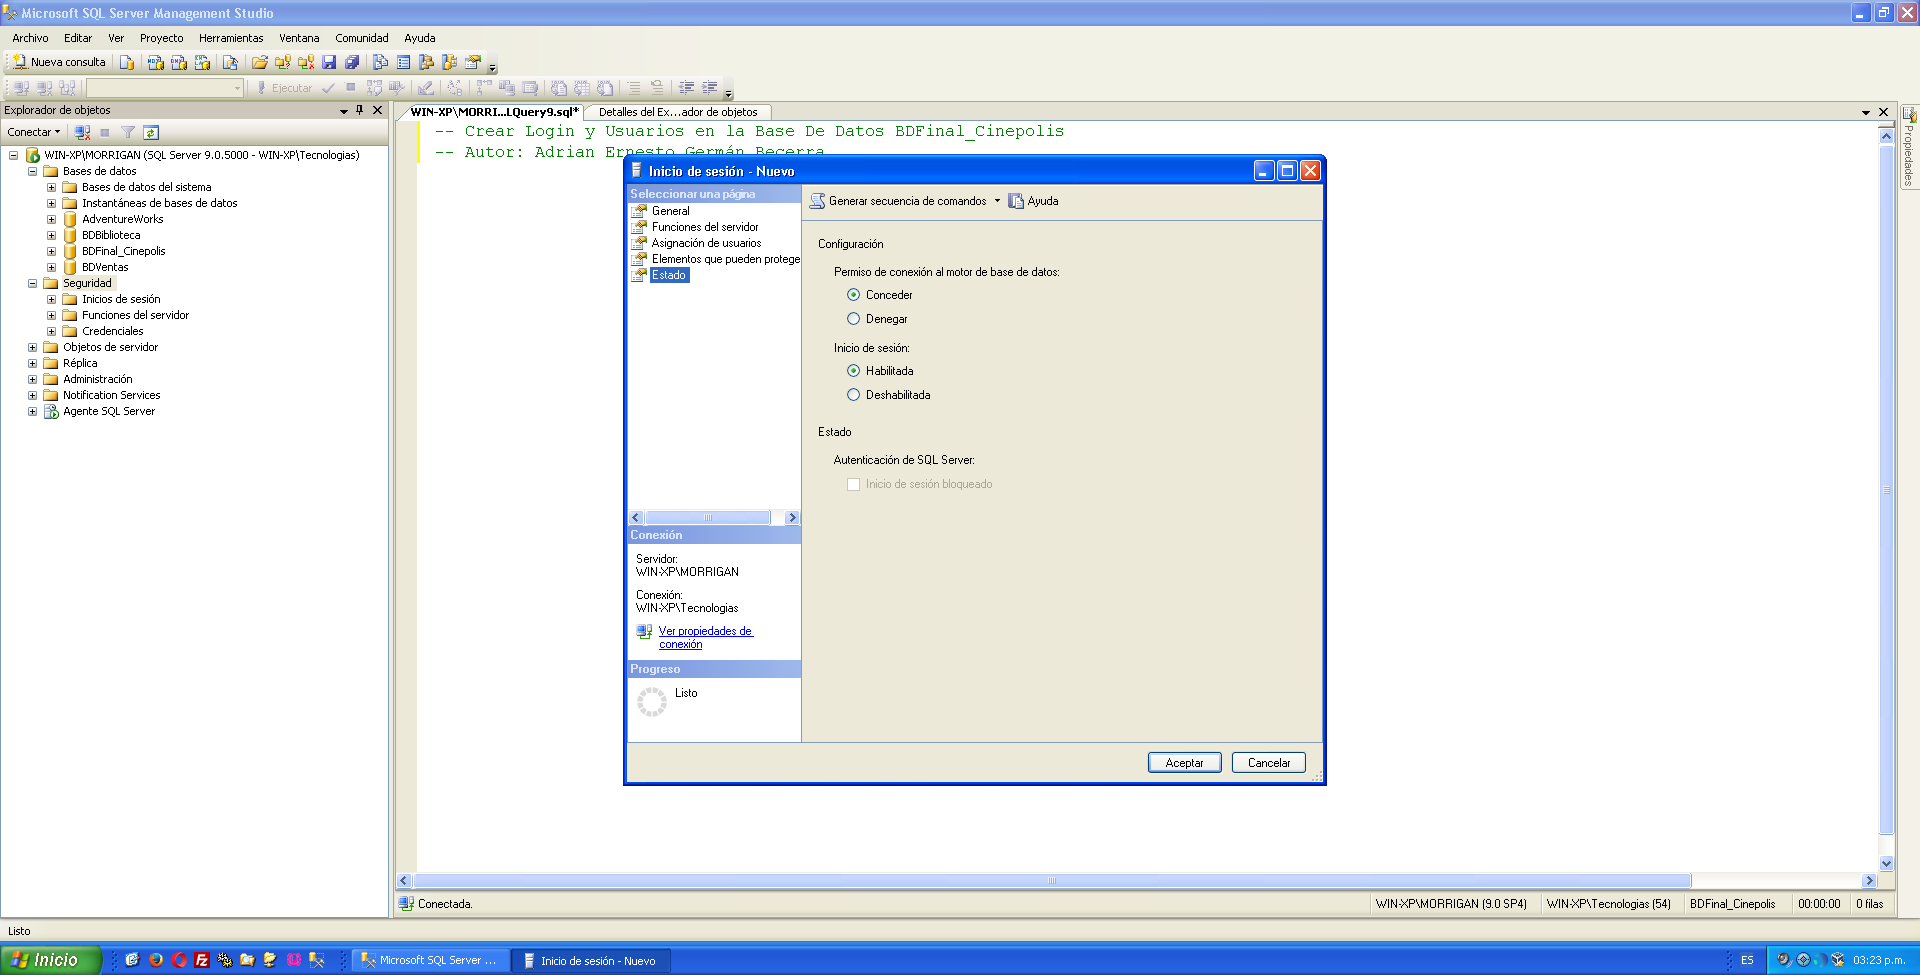 Microsoft SQL Server Management Studio
Archivo Editar Ver Proyecto Herramientas Ventana Comunidad Ayuda
Nueva consulta
Ejecutar
Explorador de objetos
Conectar
WIN-XP\MORRIGAN (SQL Server 9.0.5000 - WIN-XP\Tecnologias)
Bases de datos
Bases de datos del sistema
Instantáneas de bases de datos
AdventureWorks
BDBiblioteca
BDFinal_Cinepolis
BDVentas
Seguridad
Inicios de sesión
Funciones del servidor
Credenciales
Objetos de servidor
Réplica
Administración
Notification Services
Agente SQL Server
WIN-XP\MORRI...LQuery9.sql* Detalles del Ex...ador de objetos
-- Crear Login y Usuarios en la Base De Datos BDFinal_Cinepolis
-- Autor: Adrian Ernesto Germán Becerra
Propiedades
Inicio de sesión - Nuevo
Seleccionar una página
General
Funciones del servidor
Asignación de usuarios
Elementos que pueden protege
Estado
Conexión
Servidor:
WIN-XP\MORRIGAN
Conexión:
WIN-XP\Tecnologias
Ver propiedades de
conexión
Progreso
Listo
Generar secuencia de comandos Ayuda
Configuración
Permiso de conexión al motor de base de datos:
Conceder
Denegar
Inicio de sesión:
Habilitada
Deshabilitada
Estado
Autenticación de SQL Server:
Inicio de sesión bloqueado
Aceptar Cancelar
Conectada. WIN-XP\MORRIGAN (9.0 SP4) WIN-XP\Tecnologias (54) BDFinal_Cinepolis 00:00:00 0 filas
Listo
Inicio Microsoft SQL Server ... Inicio de sesión - Nuevo ES 03:23 p.m.